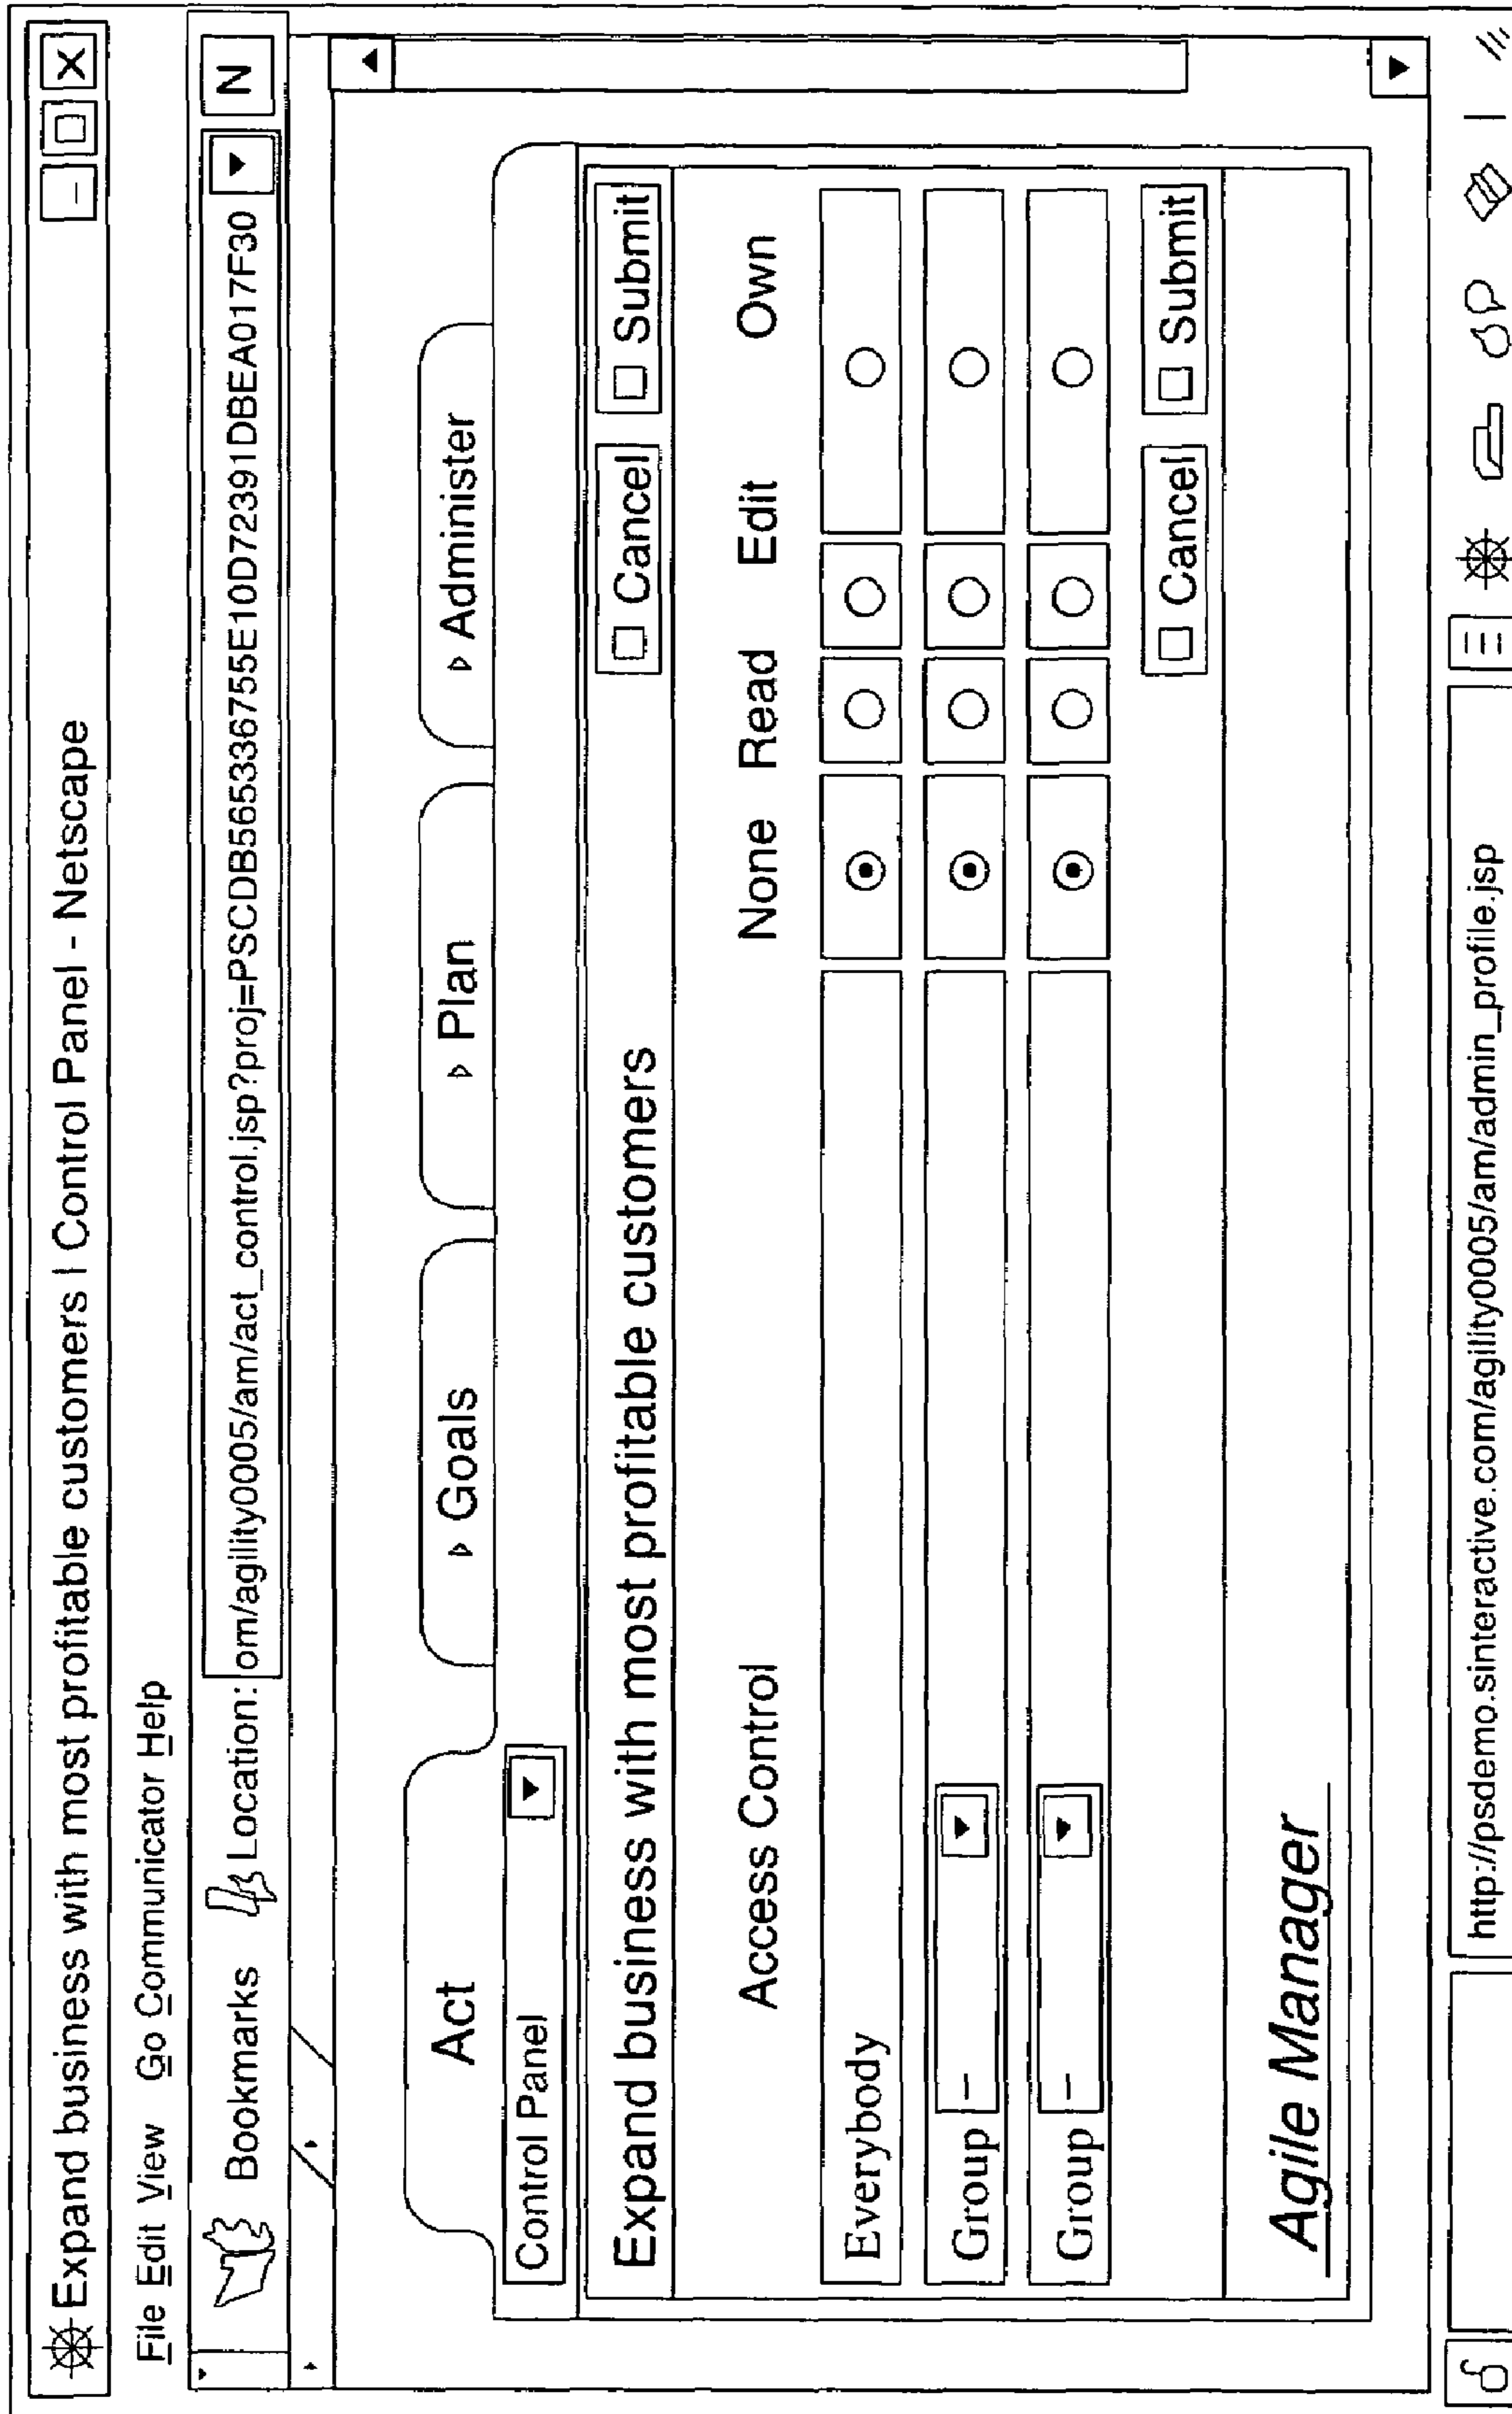 Expand business with most profitable customers | Control Panel - Netscape
File Edit View Go Communicator Help
Bookmarks Location: om/agility0005/am/act_control.jsp?proj=PSCDB565336755E10D72391DBEA017F30 N
Act Goals Plan Administer
Control Panel
Expand business with most profitable customers Cancel Submit
Access Control None Read Edit Own
Everybody
Group –
Group –
Cancel Submit
Agile Manager
http://psdemo.sinteractive.com/agility0005/am/admin_profile.jsp